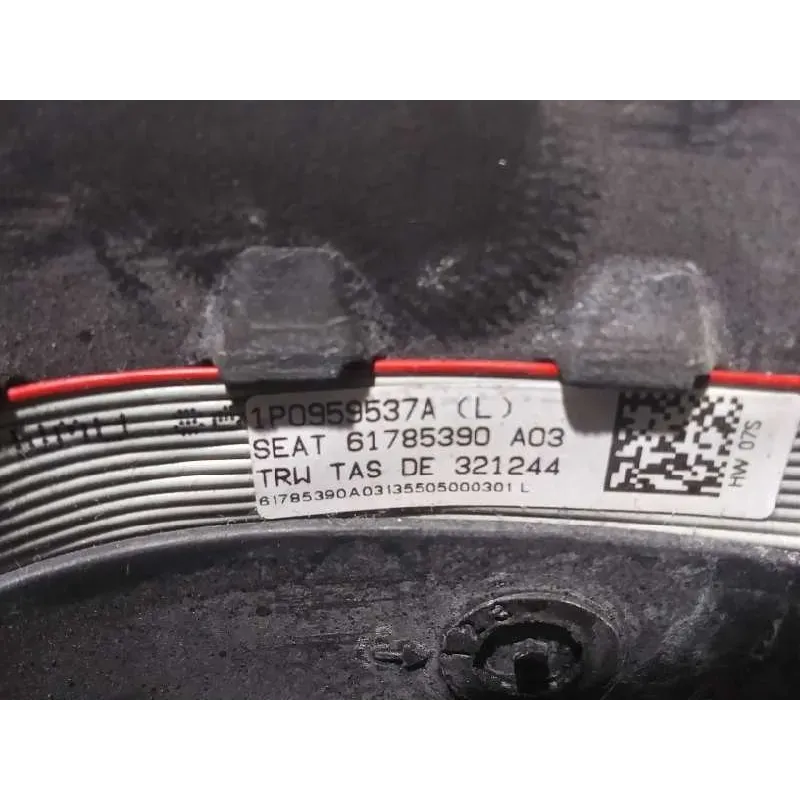 1P0959537A (L)
SEAT 61785390 A03
TRW TAS DE 321244
61785390A03135505000301 L
HW 07S